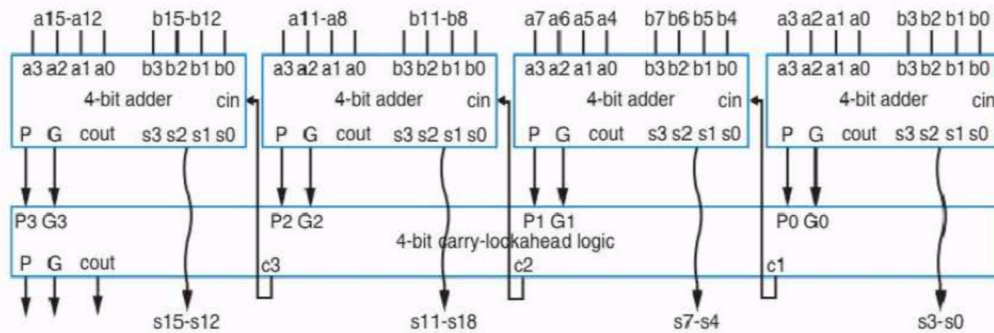 a15-a12 b15-b12 a11-a8 b11-b8 a7 a6 a5 a4 b7 b6 b5 b4 a3 a2 a1 a0 b3 b2 b1 b0
a3 a2 a1 a0 b3 b2 b1 b0 a3 a2 a1 a0 b3 b2 b1 b0 a3 a2 a1 a0 b3 b2 b1 b0 a3 a2 a1 a0 b3 b2 b1 b0
4-bit adder cin 4-bit adder cin 4-bit adder cin 4-bit adder cin
P G cout s3 s2 s1 s0 P G cout s3 s2 s1 s0 P G cout s3 s2 s1 s0 P G cout s3 s2 s1 s0
P3 G3 P2 G2 P1 G1 P0 G0
4-bit carry-lockahead logic
P G cout c3 c2 c1
s15-s12 s11-s18 s7-s4 s3-s0